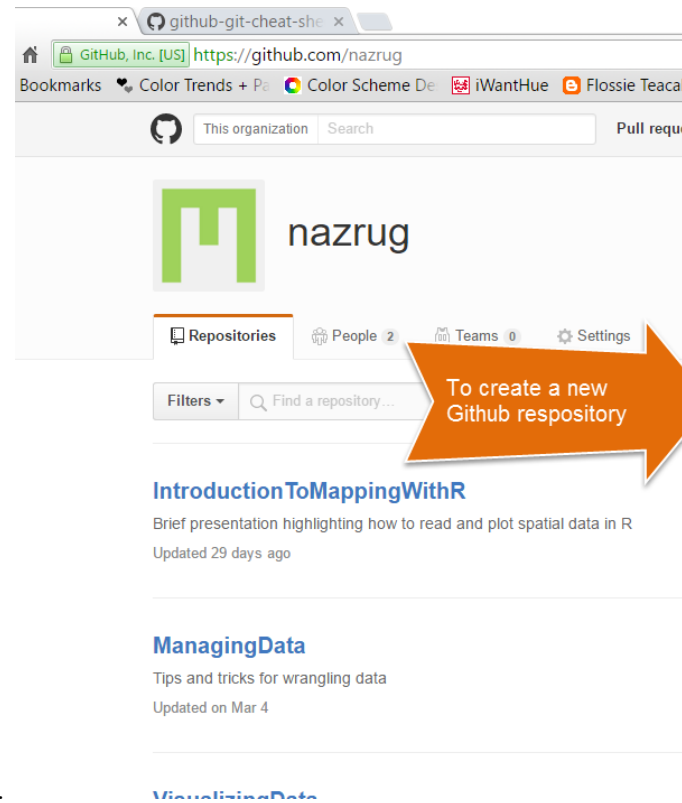 github-git-cheat-she
GitHub, Inc. [US] https://github.com/nazrug
Bookmarks Color Trends + Pa Color Scheme De iWantHue Flossie Teaca
This organization Search Pull requ
nazrug
Repositories People 2 Teams 0 Settings
To create a new
Github respository
Filters Find a repository...
IntroductionToMappingWithR
Brief presentation highlighting how to read and plot spatial data in R
Updated 29 days ago
ManagingData
Tips and tricks for wrangling data
Updated on Mar 4
VisualizingData